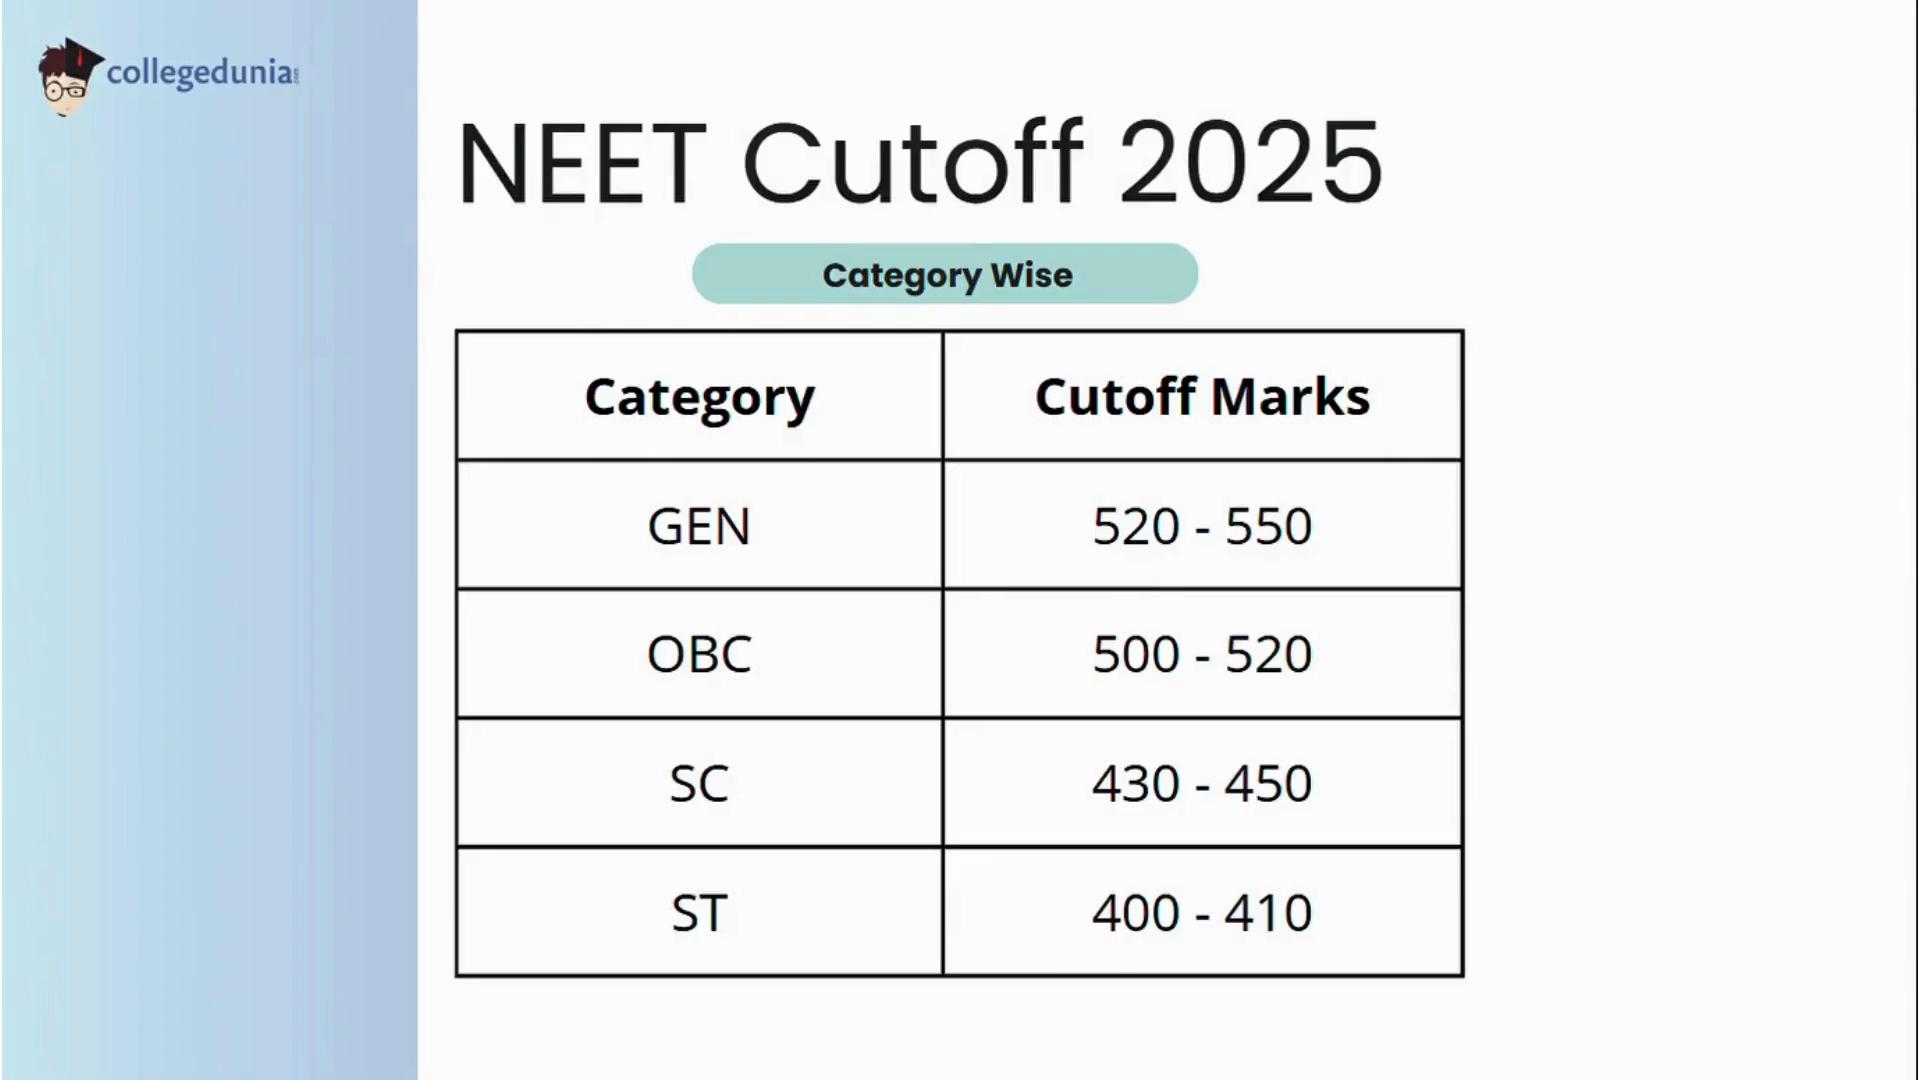 collegedunia
NEET Cutoff 2025
Category Wise
Category Cutoff Marks
GEN 520 - 550
OBC 500 - 520
SC 430 - 450
ST 400 - 410